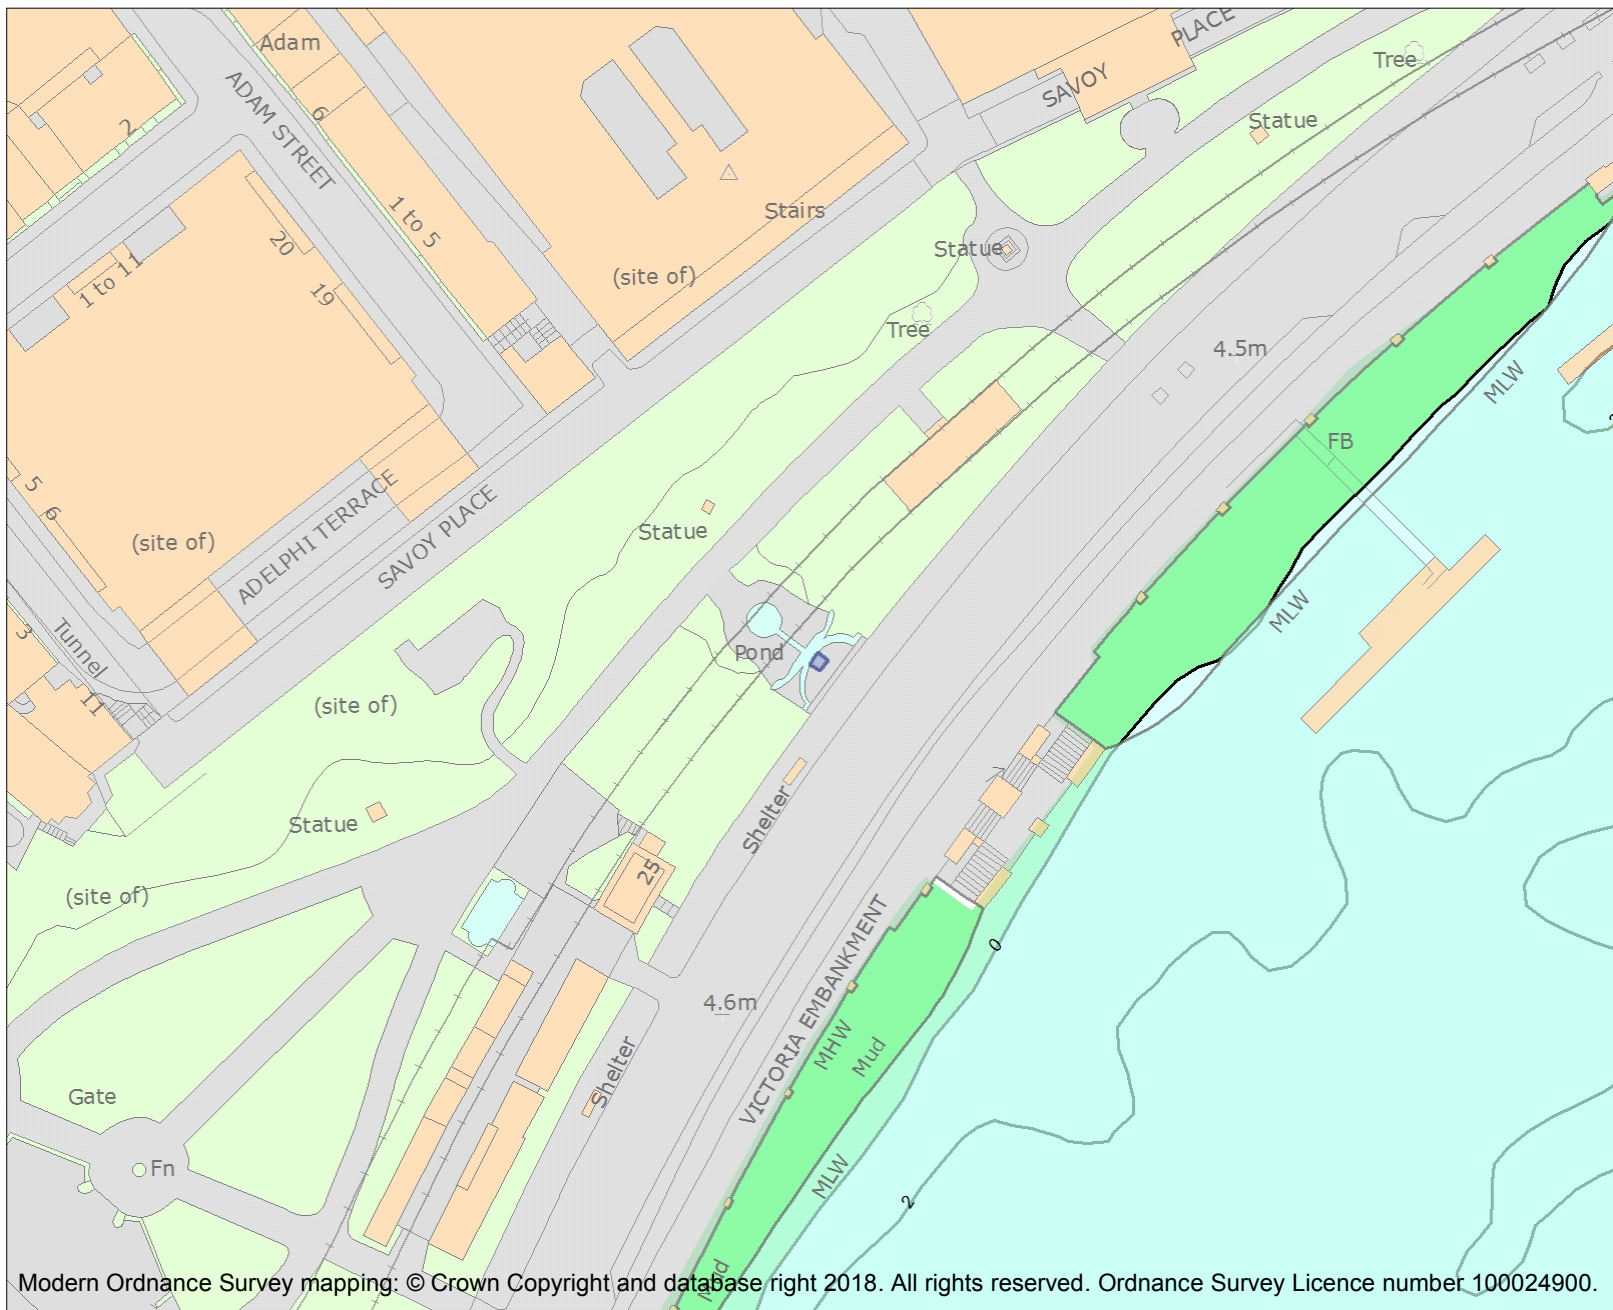 Adam
PLACE
SAVOY
Tree
ADAM STREET
6
2
Statue
1 to 5
Stairs
20
Statue
1 to 11
(site of)
19
Tree
4.5m
MLW
FB
5
6
Statue
(site of)
ADELPHI TERRACE
SAVOY PLACE
MLW
3
Tunnel
Pond
11
(site of)
Statue
Shelter
25
(site of)
0
VICTORIA EMBANKMENT
4.6m
MHW
Mud
Shelter
Gate
Fn
MLW
2
Mud
Modern Ordnance Survey mapping: © Crown Copyright and database right 2018. All rights reserved. Ordnance Survey Licence number 100024900.